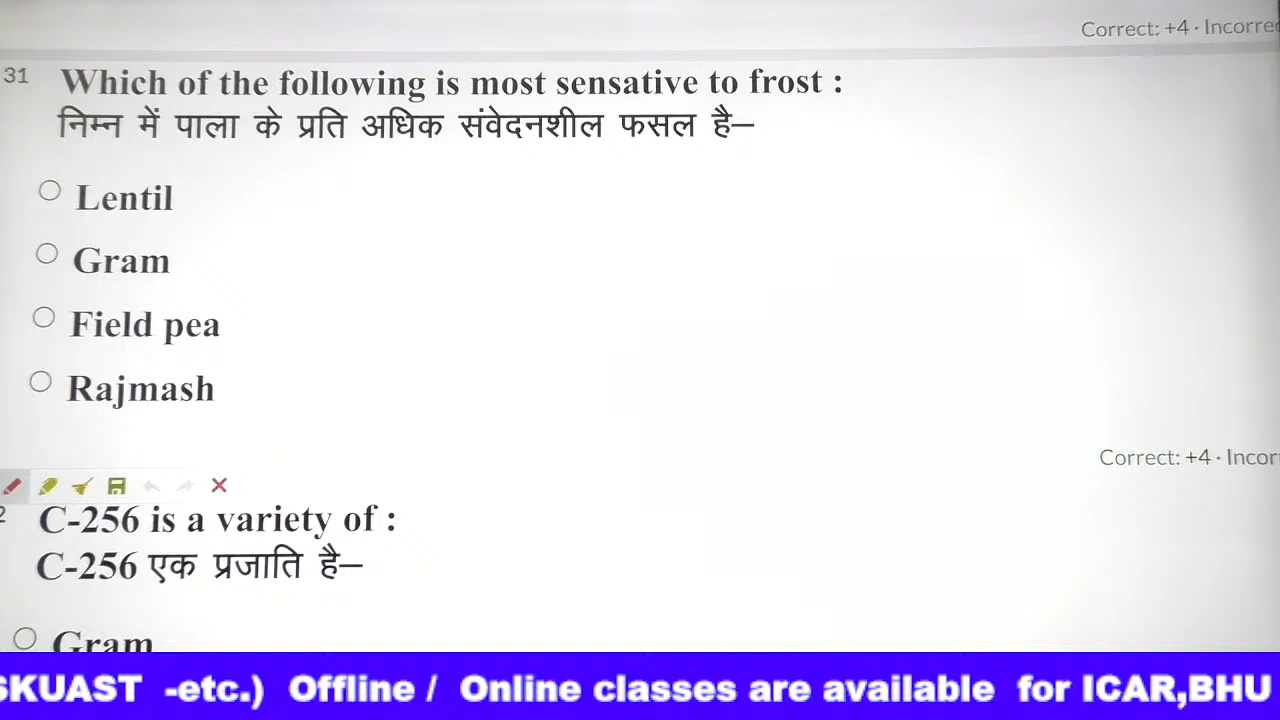 Correct: +4 · Incorre
31 Which of the following is most sensative to frost :
निम्न में पाला के प्रति अधिक संवेदनशील फसल है–
Lentil
Gram
Field pea
Rajmash
Correct: +4 · Incor
2 C-256 is a variety of :
C-256 एक प्रजाति है–
Gram
SKUAST -etc.) Offline / Online classes are available for ICAR,BHU